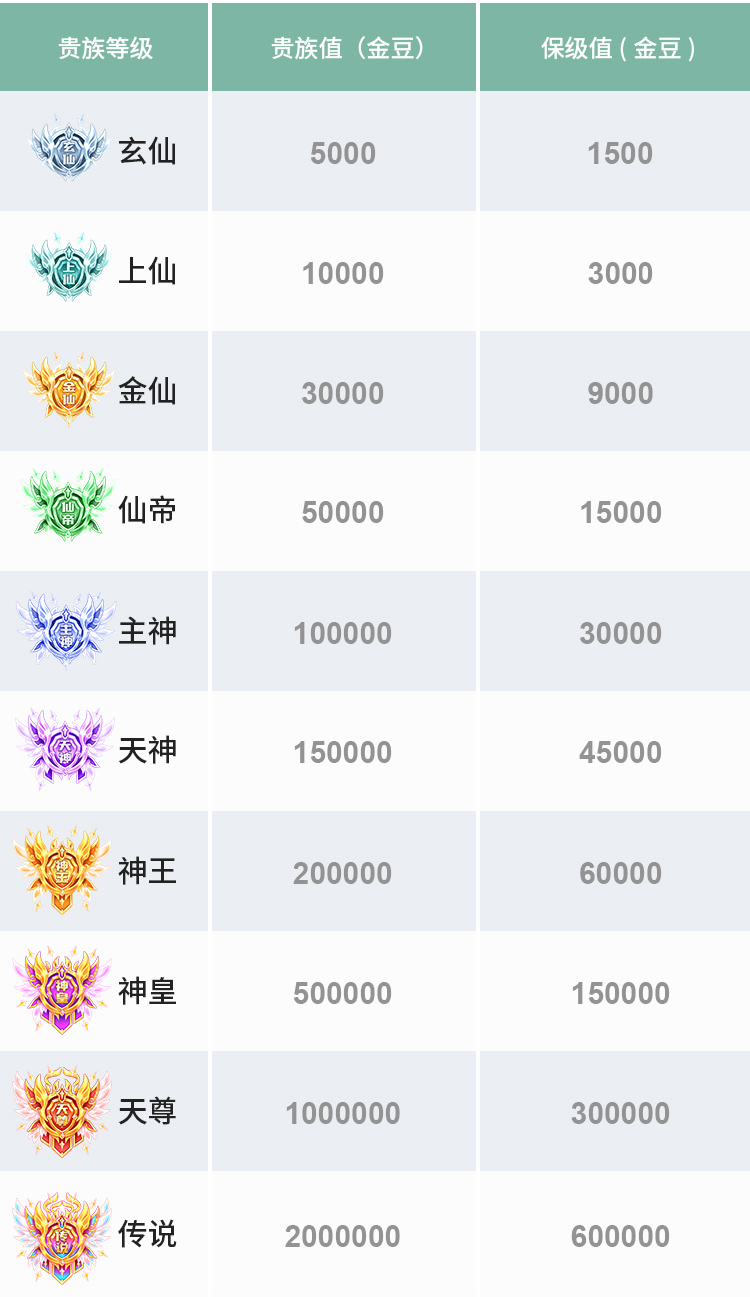 贵族等级 贵族值（金豆） 保级值 ( 金豆 )
玄仙 玄仙 5000 1500
上仙 上仙 10000 3000
金仙 金仙 30000 9000
仙帝 仙帝 50000 15000
主神 主神 100000 30000
天神 天神 150000 45000
神王 神王 200000 60000
神皇 神皇 500000 150000
天尊 天尊 1000000 300000
传说 传说 2000000 600000